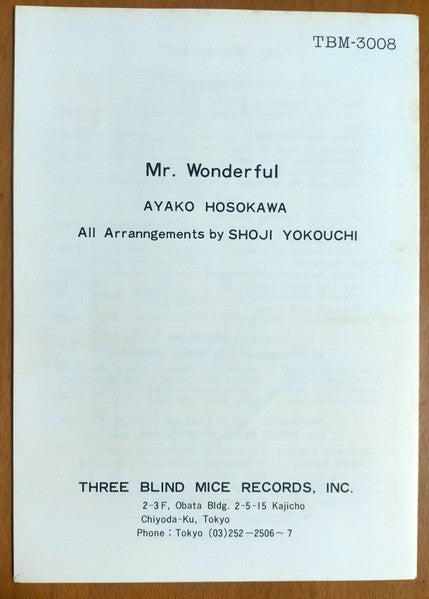 TBM-3008
Mr. Wonderful
AYAKO HOSOKAWA
All Arranngements by SHOJI YOKOUCHI
THREE BLIND MICE RECORDS, INC.
2-3F, Obata Bldg. 2-5-15 Kajicho
Chiyoda-Ku, Tokyo
Phone : Tokyo (03)252-2506~7